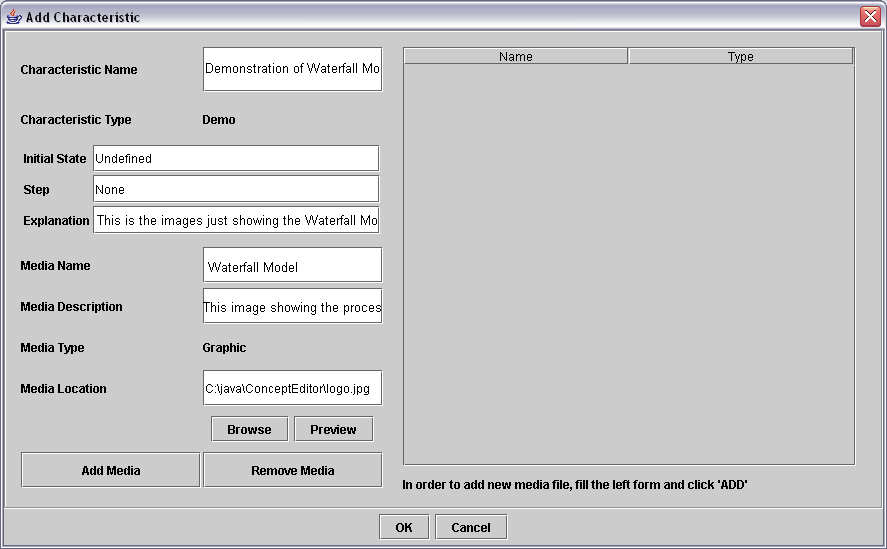 Add Characteristic
Characteristic Name
Demonstration of Waterfall Mo
Characteristic Type
Demo
Initial State
Undefined
Step
None
Explanation
This is the images just showing the Waterfall Mo
Media Name
Waterfall Model
Media Description
This image showing the proces
Media Type
Graphic
Media Location
C:\java\ConceptEditor\logo.jpg
Browse
Preview
Add Media
Remove Media
Name
Type
In order to add new media file, fill the left form and click 'ADD'
OK
Cancel